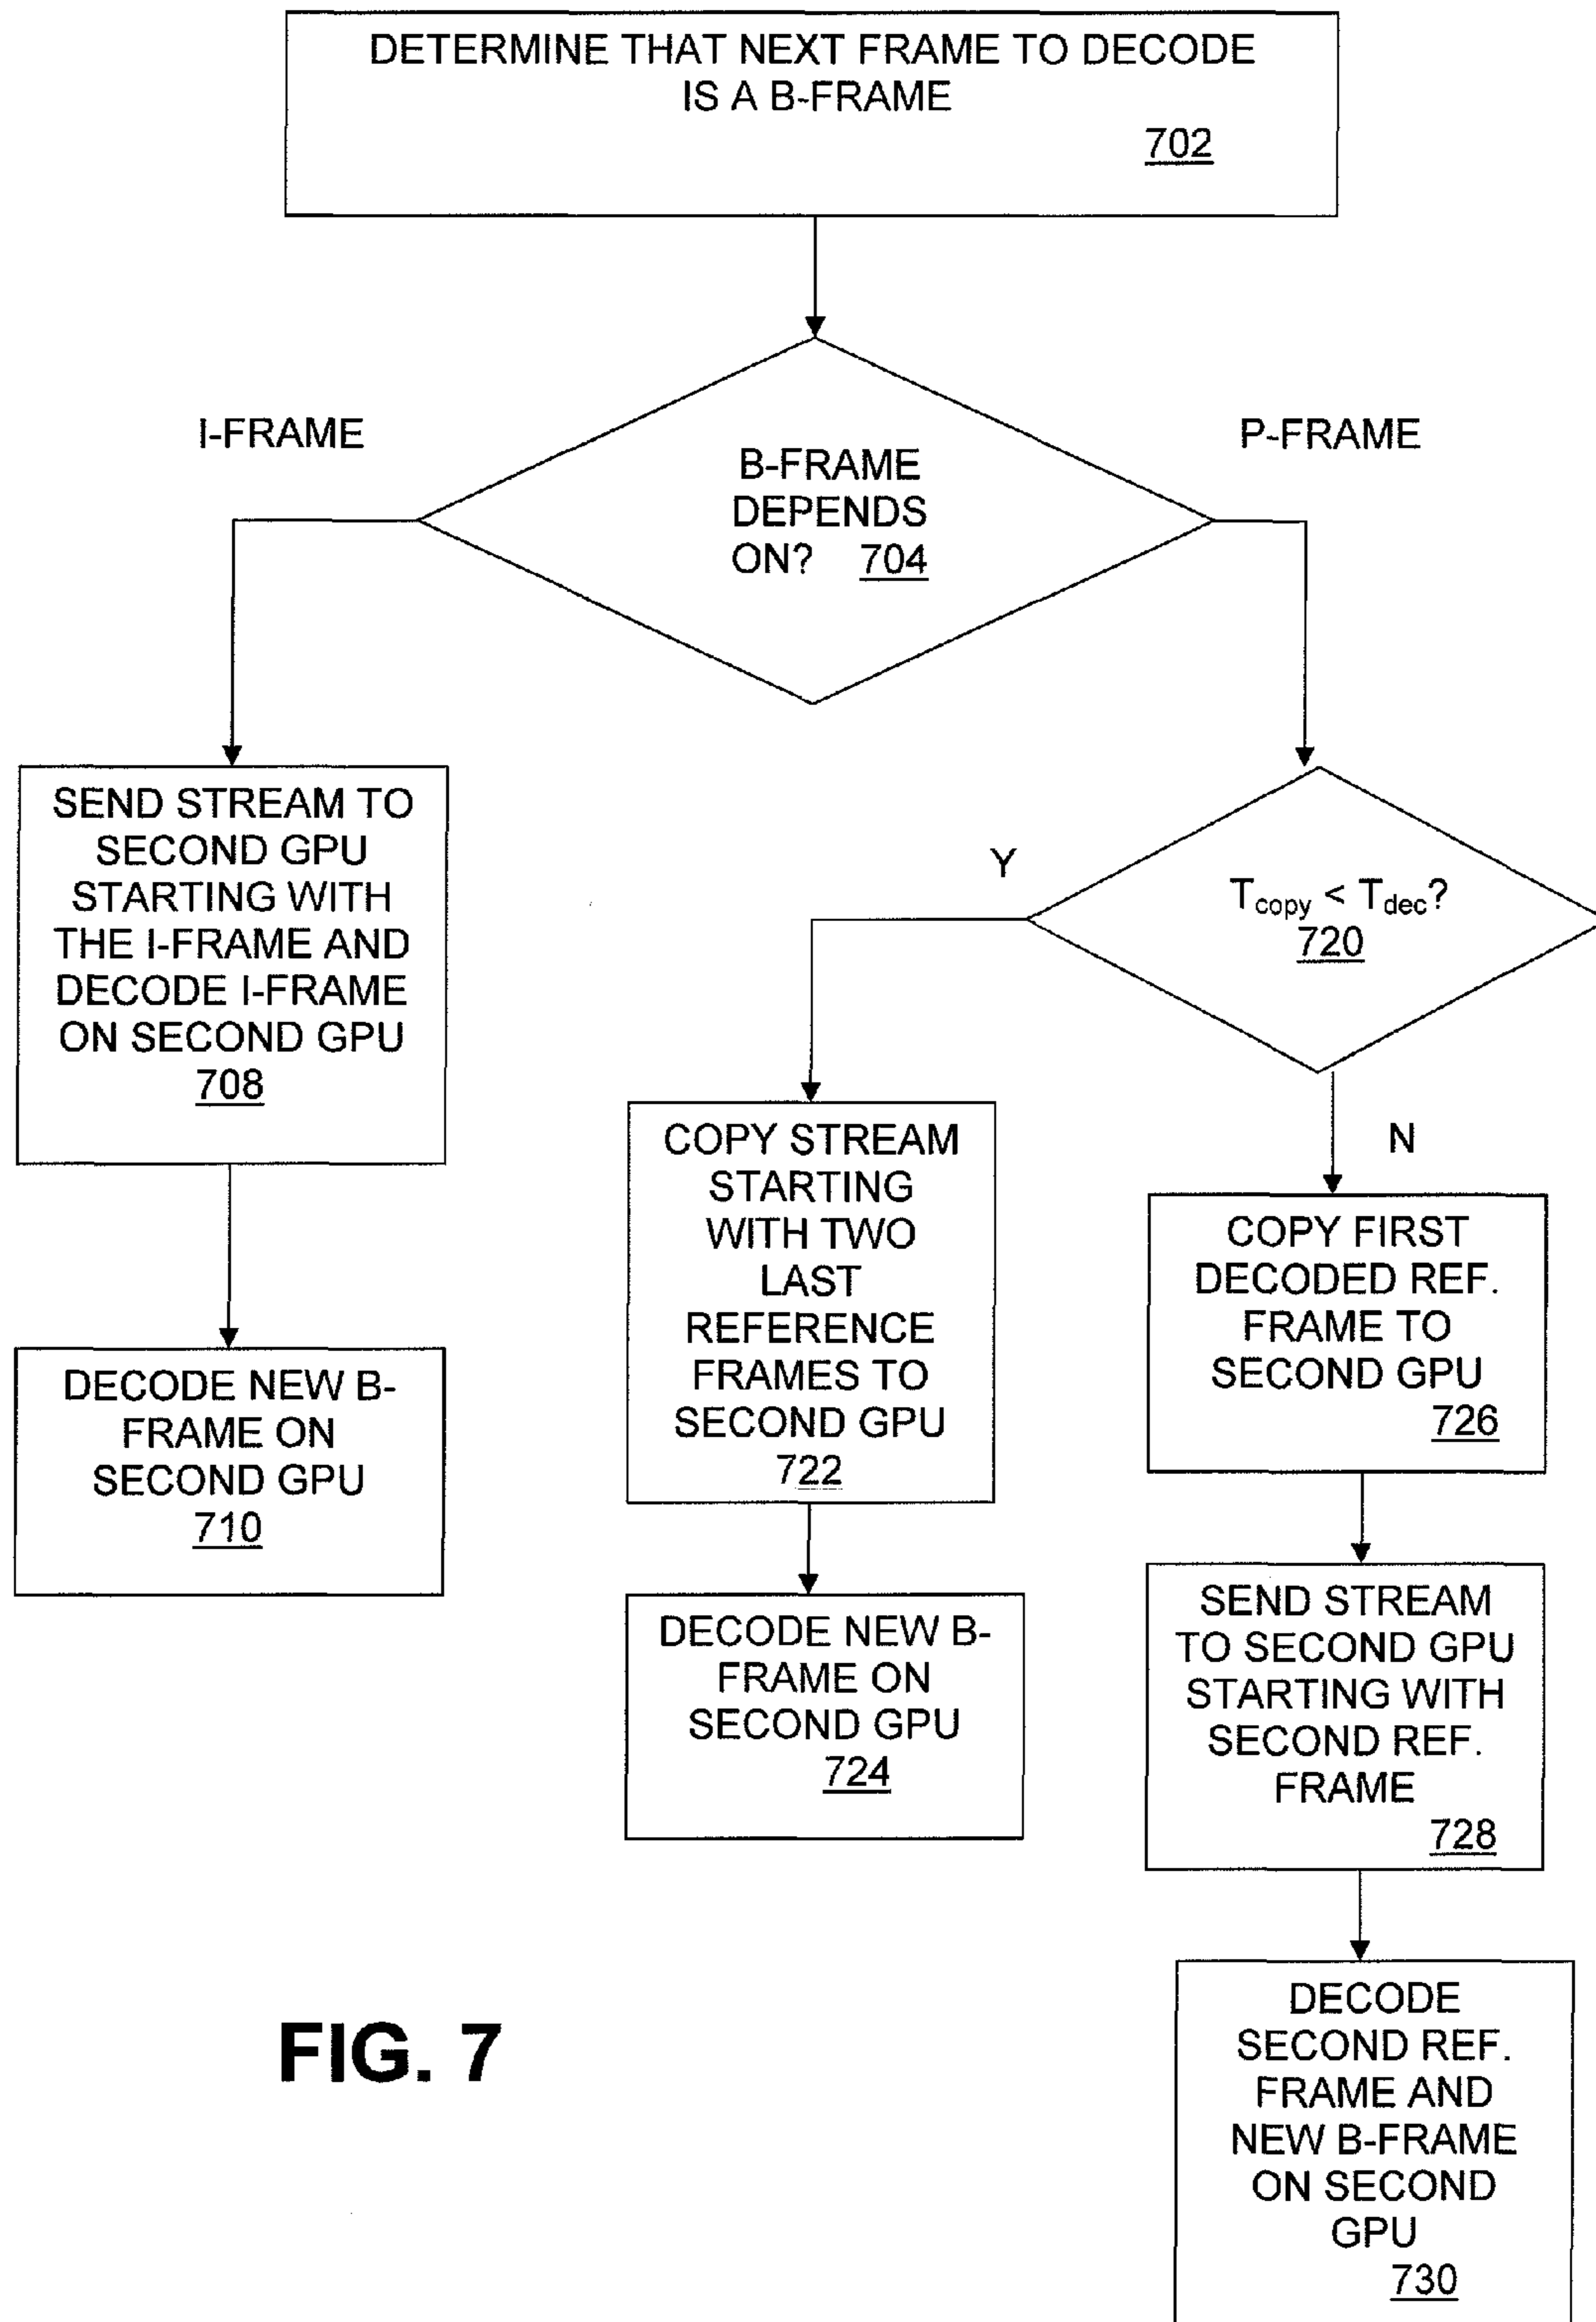 DETERMINE THAT NEXT FRAME TO DECODE
IS A B-FRAME
702
I-FRAME
P-FRAME
B-FRAME
DEPENDS
ON? 704
SEND STREAM TO
SECOND GPU
STARTING WITH
THE I-FRAME AND
DECODE I-FRAME
ON SECOND GPU
708
Y
Tcopy < Tdec?
720
N
COPY STREAM
STARTING
WITH TWO
LAST
REFERENCE
FRAMES TO
SECOND GPU
722
COPY FIRST
DECODED REF.
FRAME TO
SECOND GPU
726
DECODE NEW B-
FRAME ON
SECOND GPU
710
DECODE NEW B-
FRAME ON
SECOND GPU
724
SEND STREAM
TO SECOND GPU
STARTING WITH
SECOND REF.
FRAME
728
DECODE
SECOND REF.
FRAME AND
NEW B-FRAME
ON SECOND
GPU
730
FIG. 7